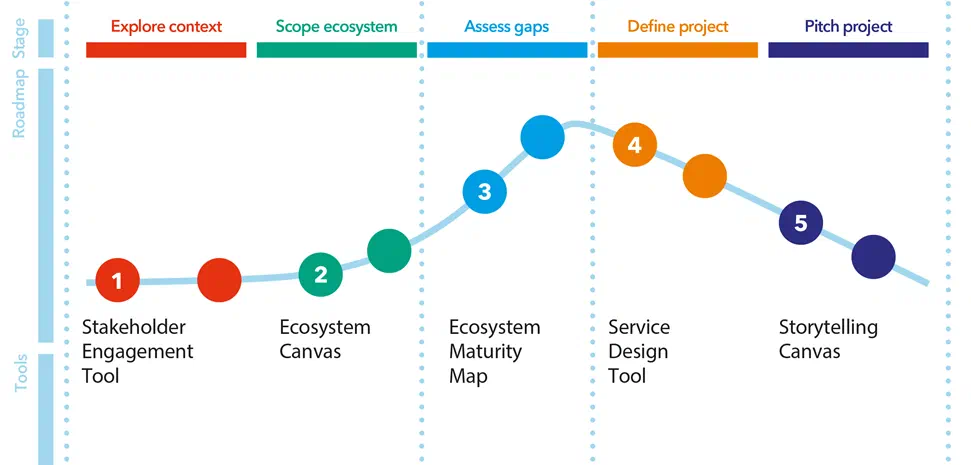 Stage
Explore context
Scope ecosystem
Assess gaps
Define project
Pitch project
Roadmap
1
2
3
4
5
Tools
Stakeholder
Engagement
Tool
Ecosystem
Canvas
Ecosystem
Maturity
Map
Service
Design
Tool
Storytelling
Canvas